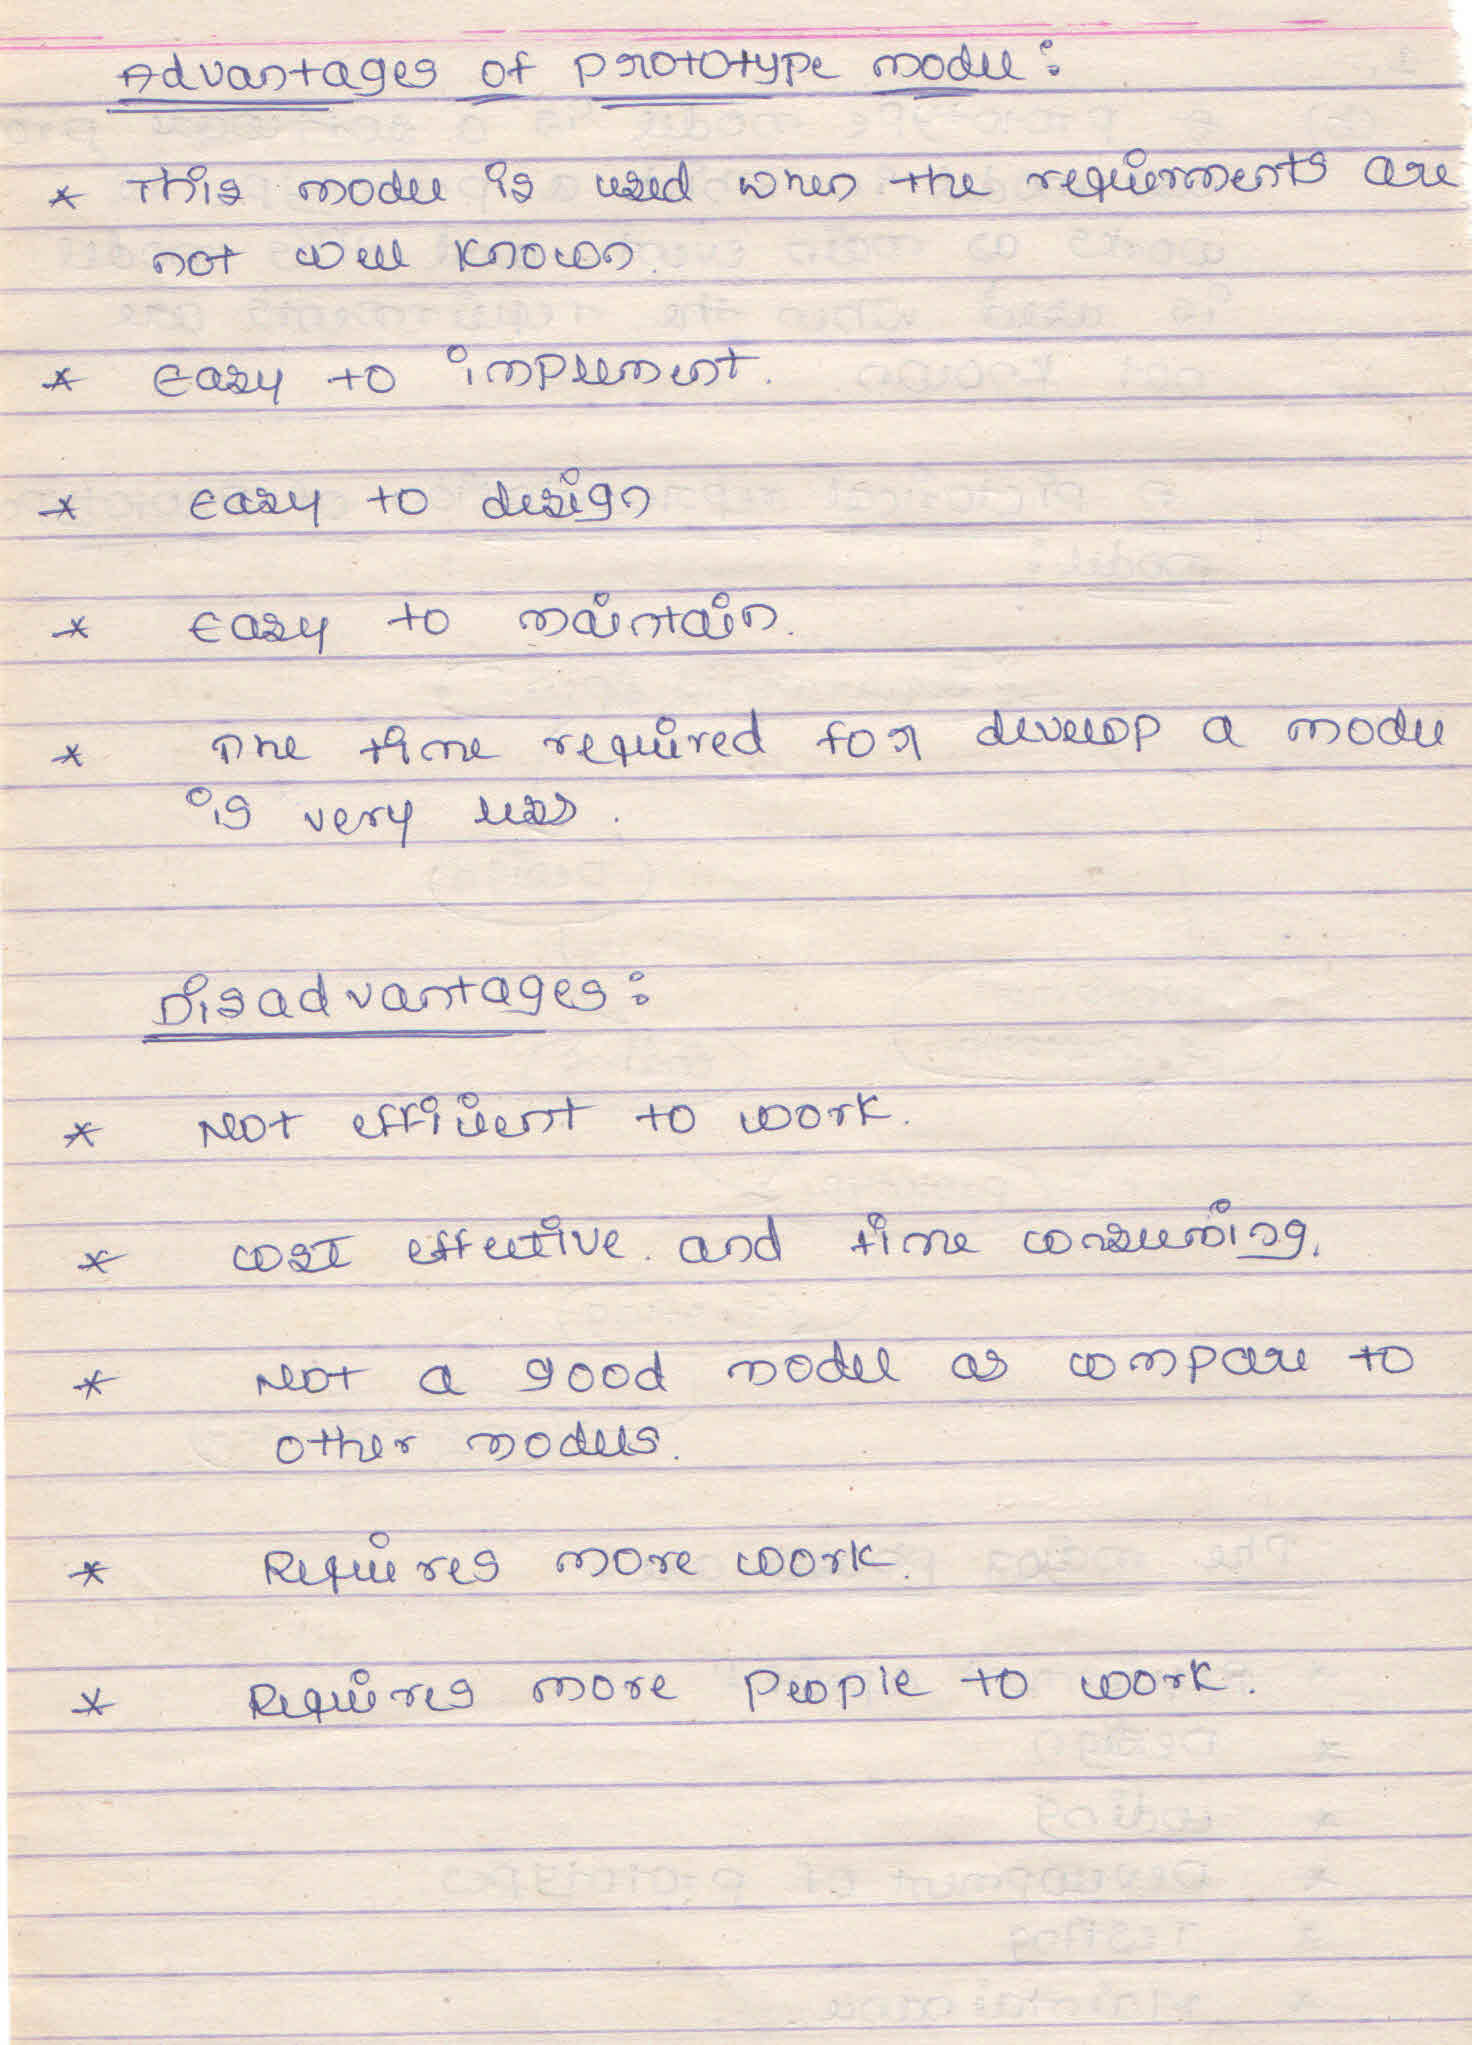 Advantages of prototype model :
* This model is used when the requirments are
not well known.
* Easy to implement.
* Easy to design
* Easy to maintain.
* The time required for develop a model
is very less.
Disadvantages :
* Not efficient to work.
* cost effective. and time consuming.
* Not a good model as compare to
other models.
* Requires more work.
* Requires more people to work.